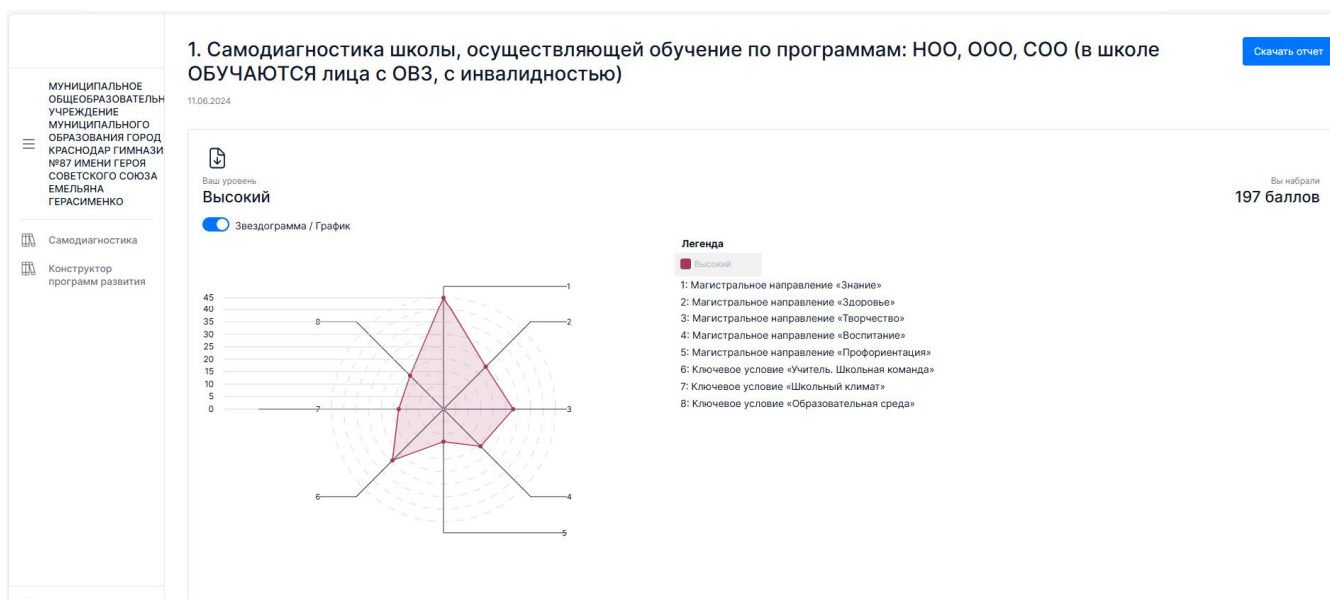 1. Самодиагностика школы, осуществляющей обучение по программам: НОО, ООО, СОО (в школе
ОБУЧАЮТСЯ лица с ОВЗ, с инвалидностью)
Скачать отчет
11.06.2024
МУНИЦИПАЛЬНОЕ
ОБЩЕОБРАЗОВАТЕЛЬН
УЧРЕЖДЕНИЕ
МУНИЦИПАЛЬНОГО
ОБРАЗОВАНИЯ ГОРОД
КРАСНОДАР ГИМНАЗИ
№87 ИМЕНИ ГЕРОЯ
СОВЕТСКОГО СОЮЗА
ЕМЕЛЬЯНА
ГЕРАСИМЕНКО
Самодиагностика
Конструктор
программ развития
Ваш уровень
Высокий
Вы набрали
197 баллов
Звездограмма / График
45
40
35
30
25
20
15
10
5
0
1
2
3
4
5
6
7
8
Легенда
Высокий
1: Магистральное направление «Знание»
2: Магистральное направление «Здоровье»
3: Магистральное направление «Творчество»
4: Магистральное направление «Воспитание»
5: Магистральное направление «Профориентация»
6: Ключевое условие «Учитель. Школьная команда»
7: Ключевое условие «Школьный климат»
8: Ключевое условие «Образовательная среда»